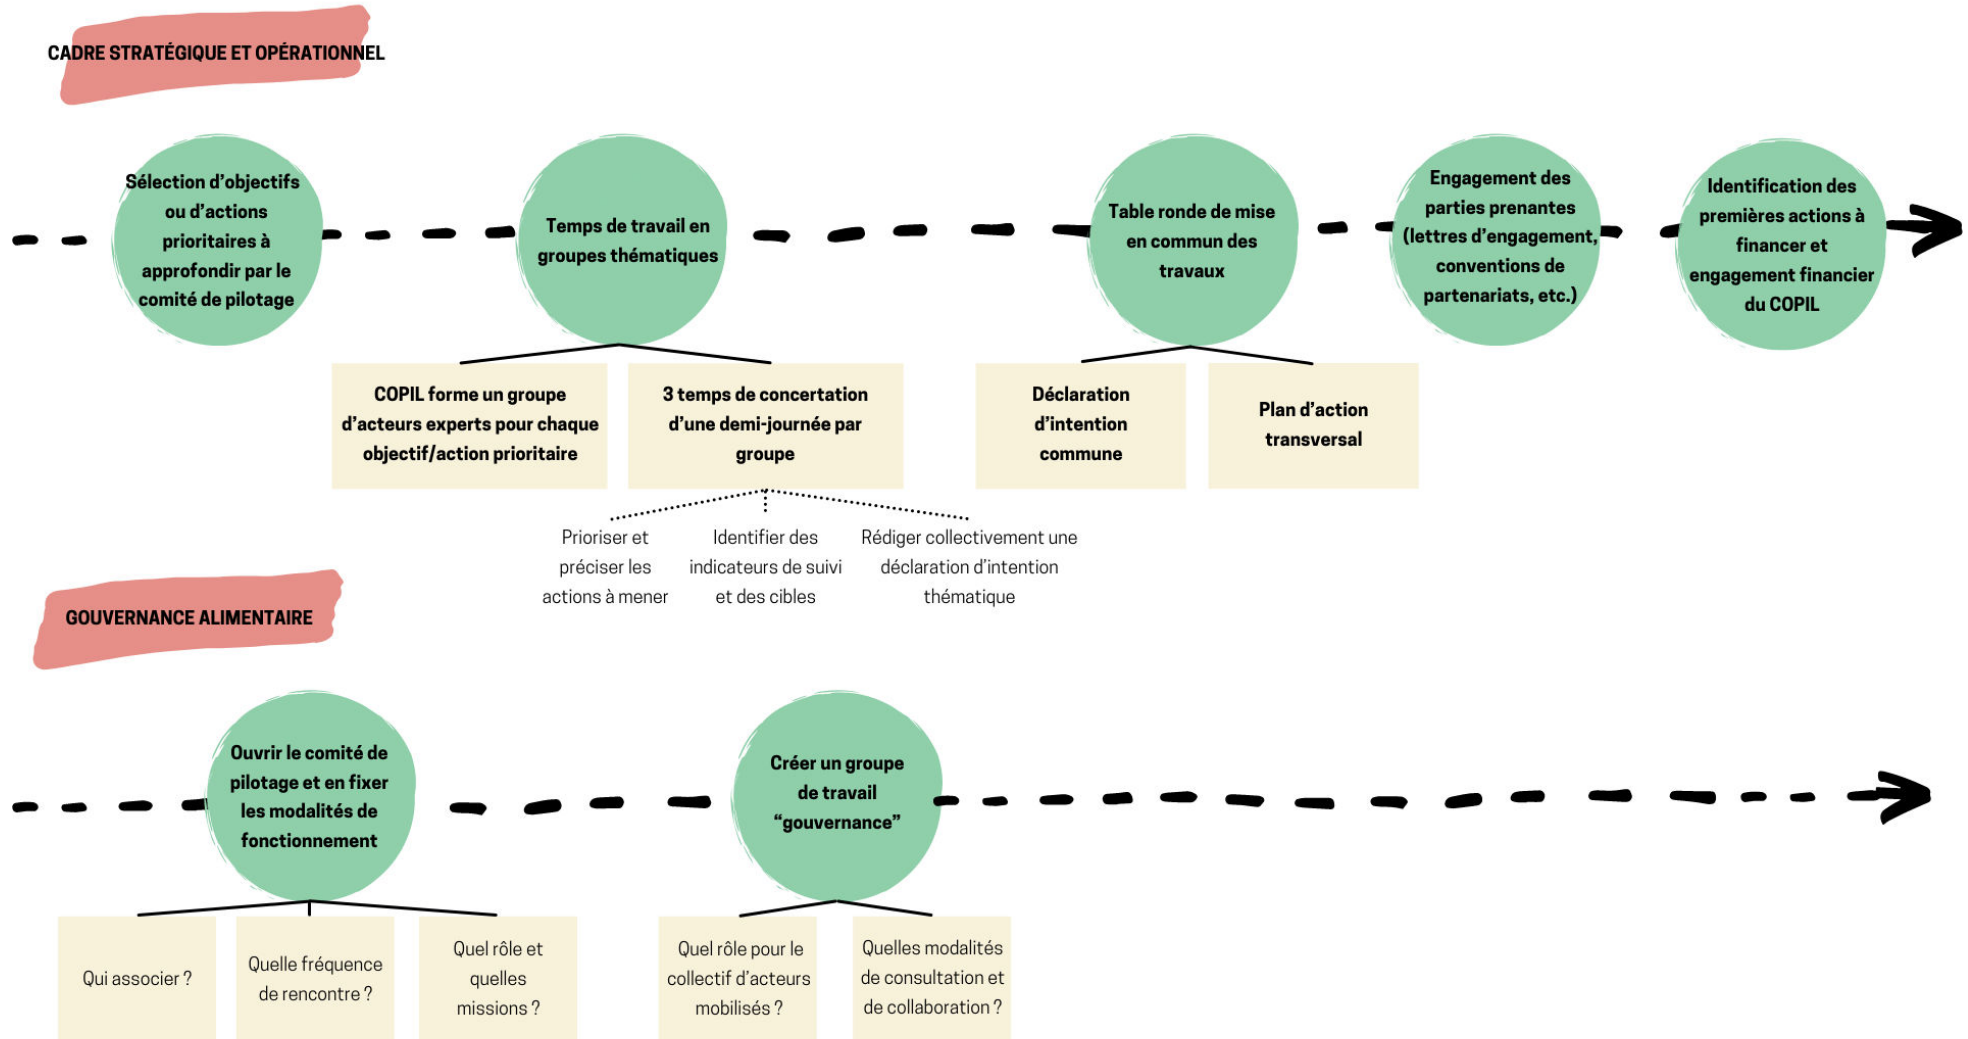 CADRE STRATÉGIQUE ET OPÉRATIONNEL
Sélection d’objectifs
ou d’actions
prioritaires à
approfondir par le
comité de pilotage
Temps de travail en
groupes thématiques
Table ronde de mise
en commun des
travaux
Engagement des
parties prenantes
(lettres d’engagement,
conventions de
partenariats, etc.)
Identification des
premières actions à
financer et
engagement financier
du COPIL
COPIL forme un groupe
d’acteurs experts pour chaque
objectif/action prioritaire
3 temps de concertation
d’une demi-journée par
groupe
Déclaration
d’intention
commune
Plan d’action
transversal
Prioriser et
préciser les
actions à mener
Identifier des
indicateurs de suivi
et des cibles
Rédiger collectivement une
déclaration d’intention
thématique
GOUVERNANCE ALIMENTAIRE
Ouvrir le comité de
pilotage et en fixer
les modalités de
fonctionnement
Créer un groupe
de travail
“gouvernance”
Qui associer ?
Quelle fréquence
de rencontre ?
Quel rôle et
quelles
missions ?
Quel rôle pour le
collectif d’acteurs
mobilisés ?
Quelles modalités
de consultation et
de collaboration ?